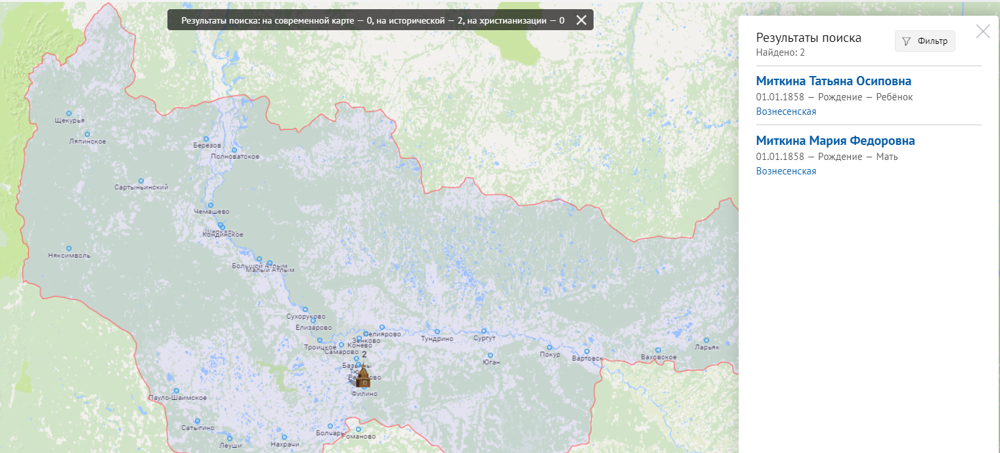 Результаты поиска: на современной карте — 0, на исторической — 2, на христианизации — 0
Результаты поиска
Фильтр
Найдено: 2
Миткина Татьяна Осиповна
01.01.1858 — Рождение — Ребёнок
Вознесенская
Миткина Мария Федоровна
01.01.1858 — Рождение — Мать
Вознесенская
Щекурья
Ляпинское
Березов
Полноватское
Сартыньинский
Чемашево
Кондинское
Няксимволь
Большой Атлым
Малый Атлым
Сухоруково
Елизарово
Селиярово
Зенково
Тундрино
Сургут
Троицкое
Конево
Самарово
Покур
Вартовск
Ваховское
Ларьяк
Юган
2
Филино
Пауло-Шаимское
Сатыгино
Леуши
Нахрачи
Болчары
Романово